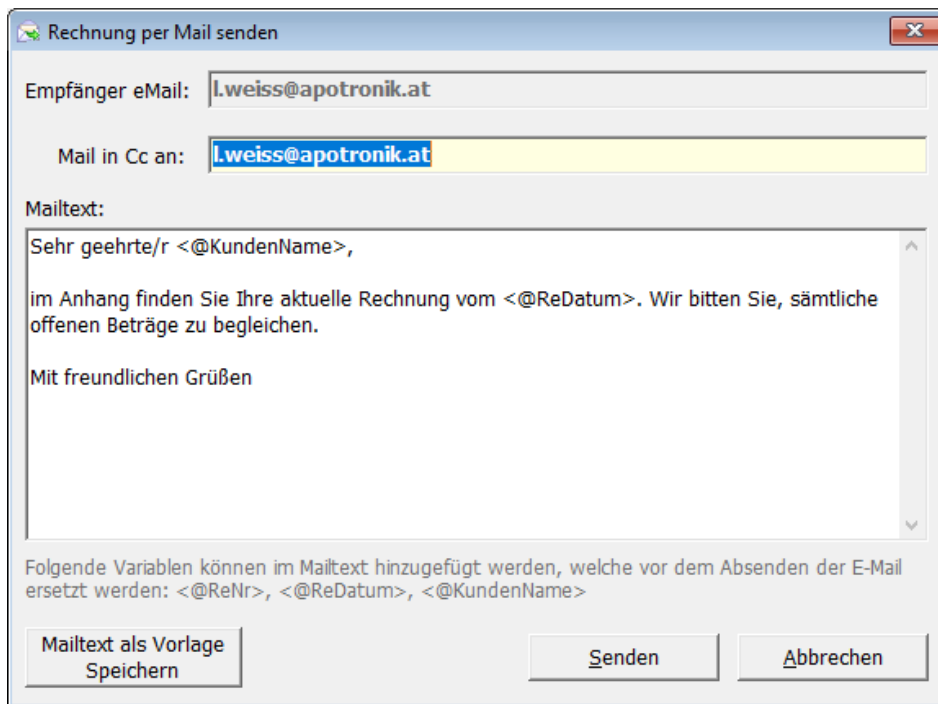 Rechnung per Mail senden
Empfänger eMail: l.weiss@apotronik.at
Mail in Cc an: l.weiss@apotronik.at
Mailtext:
Sehr geehrte/r <@KundenName>,
im Anhang finden Sie Ihre aktuelle Rechnung vom <@ReDatum>. Wir bitten Sie, sämtliche
offenen Beträge zu begleichen.
Mit freundlichen Grüßen
Folgende Variablen können im Mailtext hinzugefügt werden, welche vor dem Absenden der E-Mail
ersetzt werden: <@ReNr>, <@ReDatum>, <@KundenName>
Mailtext als Vorlage
Speichern
Senden
Abbrechen